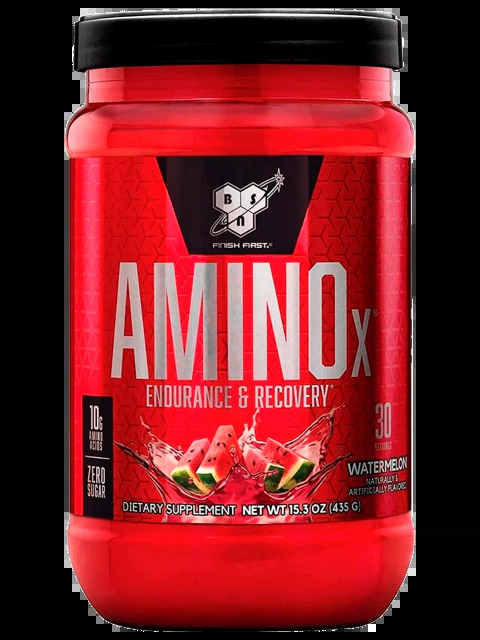 B S
N
FINISH FIRST.®
AMINOx®
ENDURANCE & RECOVERY*
10G
AMINO
ACIDS
ZERO
SUGAR
30
SERVINGS
WATERMELON
NATURALLY &
ARTIFICIALLY FLAVORED
DIETARY SUPPLEMENT NET WT 15.3 OZ (435 G)